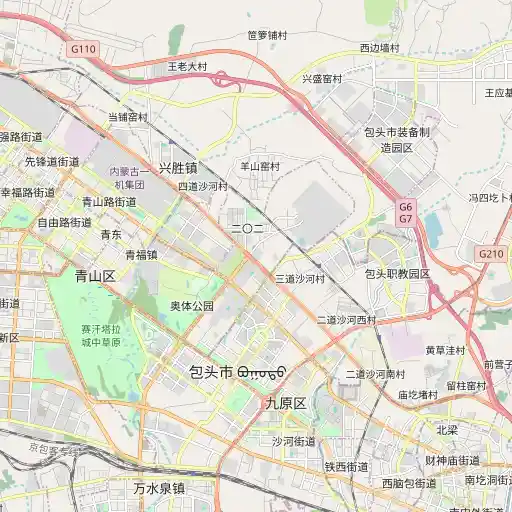 笸箩铺村
G110
西边墙村
王老大村
兴盛窑村
王应基
当铺窑村
强路街道
包头市装备制
造园区
先锋道街道
兴胜镇
羊山窑村
内蒙古一
机集团
四道沙河村
幸福路街道
青山路街道
冯四圪卜村
G6
G7
自由路街道
青东
二〇二
青福镇
G210
青山区
三道沙河村
包头职教园区
街道
奥体公园
赛汗塔拉
城中草原
二道沙河西村
新区
黄草洼村
前营子
包头市
二道沙河南村
留柱窑村
庙圪堵村
九原区
北梁
沙河街道
京包客专
铁西街道
财神庙街道
万水泉镇
西脑包街道
南圪洞街道
南中外街道